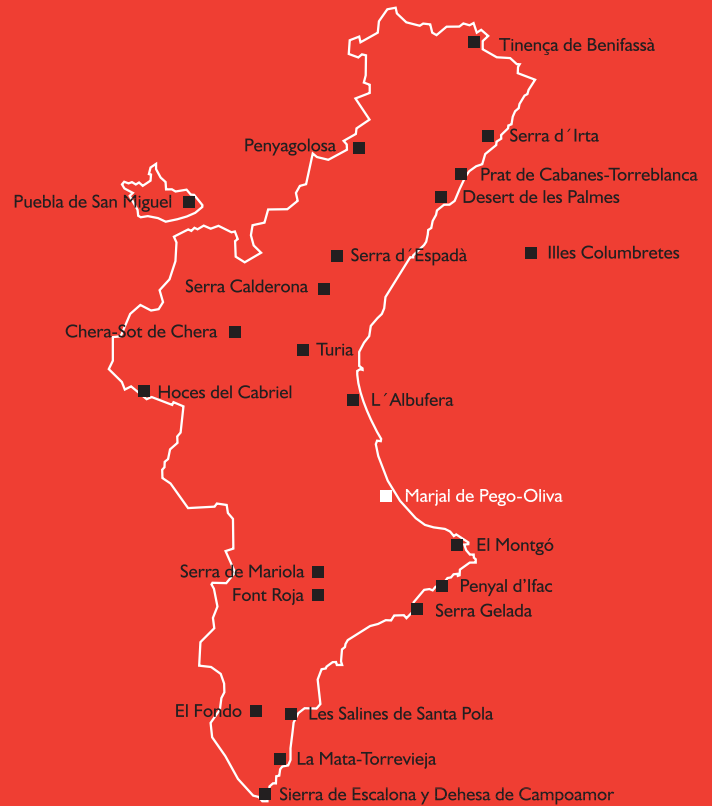 Tinença de Benifassà
Serra d´Irta
Penyagolosa
Prat de Cabanes-Torreblanca
Desert de les Palmes
Puebla de San Miguel
Illes Columbretes
Serra d´Espadà
Serra Calderona
Chera-Sot de Chera
Turia
Hoces del Cabriel
L´Albufera
Marjal de Pego-Oliva
El Montgó
Serra de Mariola
Penyal d'Ifac
Font Roja
Serra Gelada
El Fondo
Les Salines de Santa Pola
La Mata-Torrevieja
Sierra de Escalona y Dehesa de Campoamor